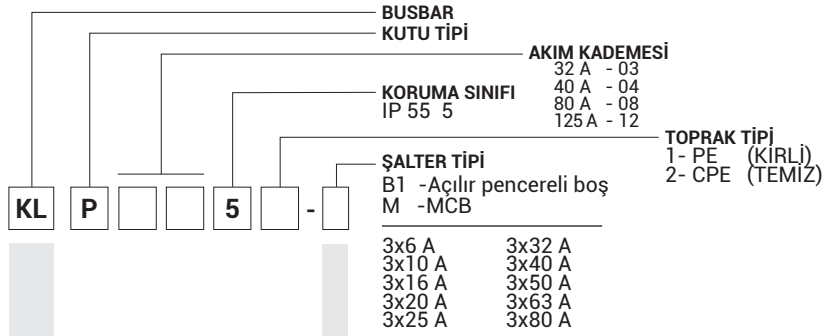 BUSBAR
KUTU TİPİ
AKIM KADEMESİ
32 A - 03
40 A - 04
80 A - 08
125 A - 12
KORUMA SINIFI
IP 55 5
TOPRAK TİPİ
1- PE (KİRLİ)
2- CPE (TEMİZ)
ŞALTER TİPİ
B1 -Açılır pencereli boş
M -MCB
KL P 5 -
3x6 A 3x32 A
3x10 A 3x40 A
3x16 A 3x50 A
3x20 A 3x63 A
3x25 A 3x80 A